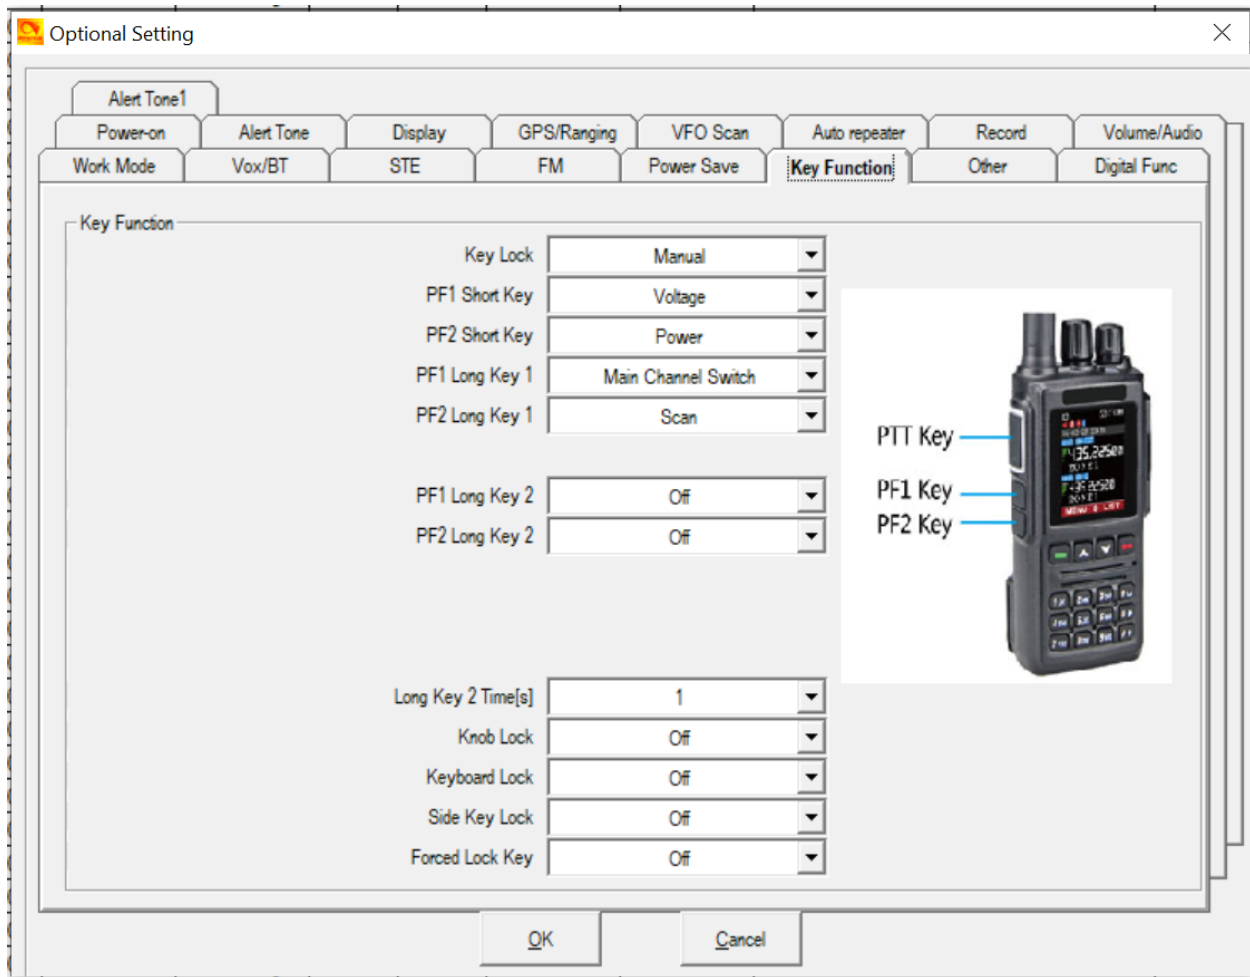 Optional Setting
Alert Tone1
Power-on Alert Tone Display GPS/Ranging VFO Scan Auto repeater Record Volume/Audio
Work Mode Vox/BT STE FM Power Save Key Function Other Digital Func
Key Function
Key Lock Manual
PF1 Short Key Voltage
PF2 Short Key Power
PF1 Long Key 1 Main Channel Switch
PF2 Long Key 1 Scan
PTT Key
PF1 Key
PF2 Key
PF1 Long Key 2 Off
PF2 Long Key 2 Off
Long Key 2 Time[s] 1
Knob Lock Off
Keyboard Lock Off
Side Key Lock Off
Forced Lock Key Off
OK Cancel